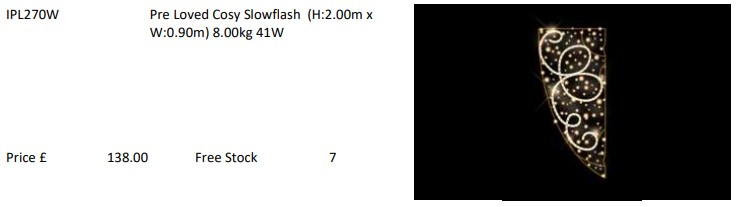 IPL270W Pre Loved Cosy Slowflash (H:2.00m x
W:0.90m) 8.00kg 41W
Price £ 138.00 Free Stock 7